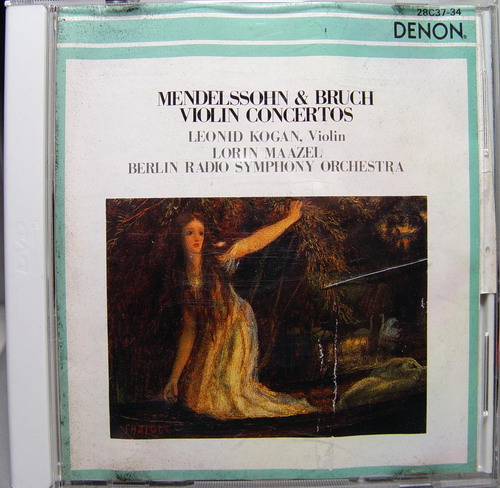 28C37-34
DENON
MENDELSSOHN & BRUCH
VIOLIN CONCERTOS
LEONID KOGAN, Violin
LORIN MAAZEL
BERLIN RADIO SYMPHONY ORCHESTRA